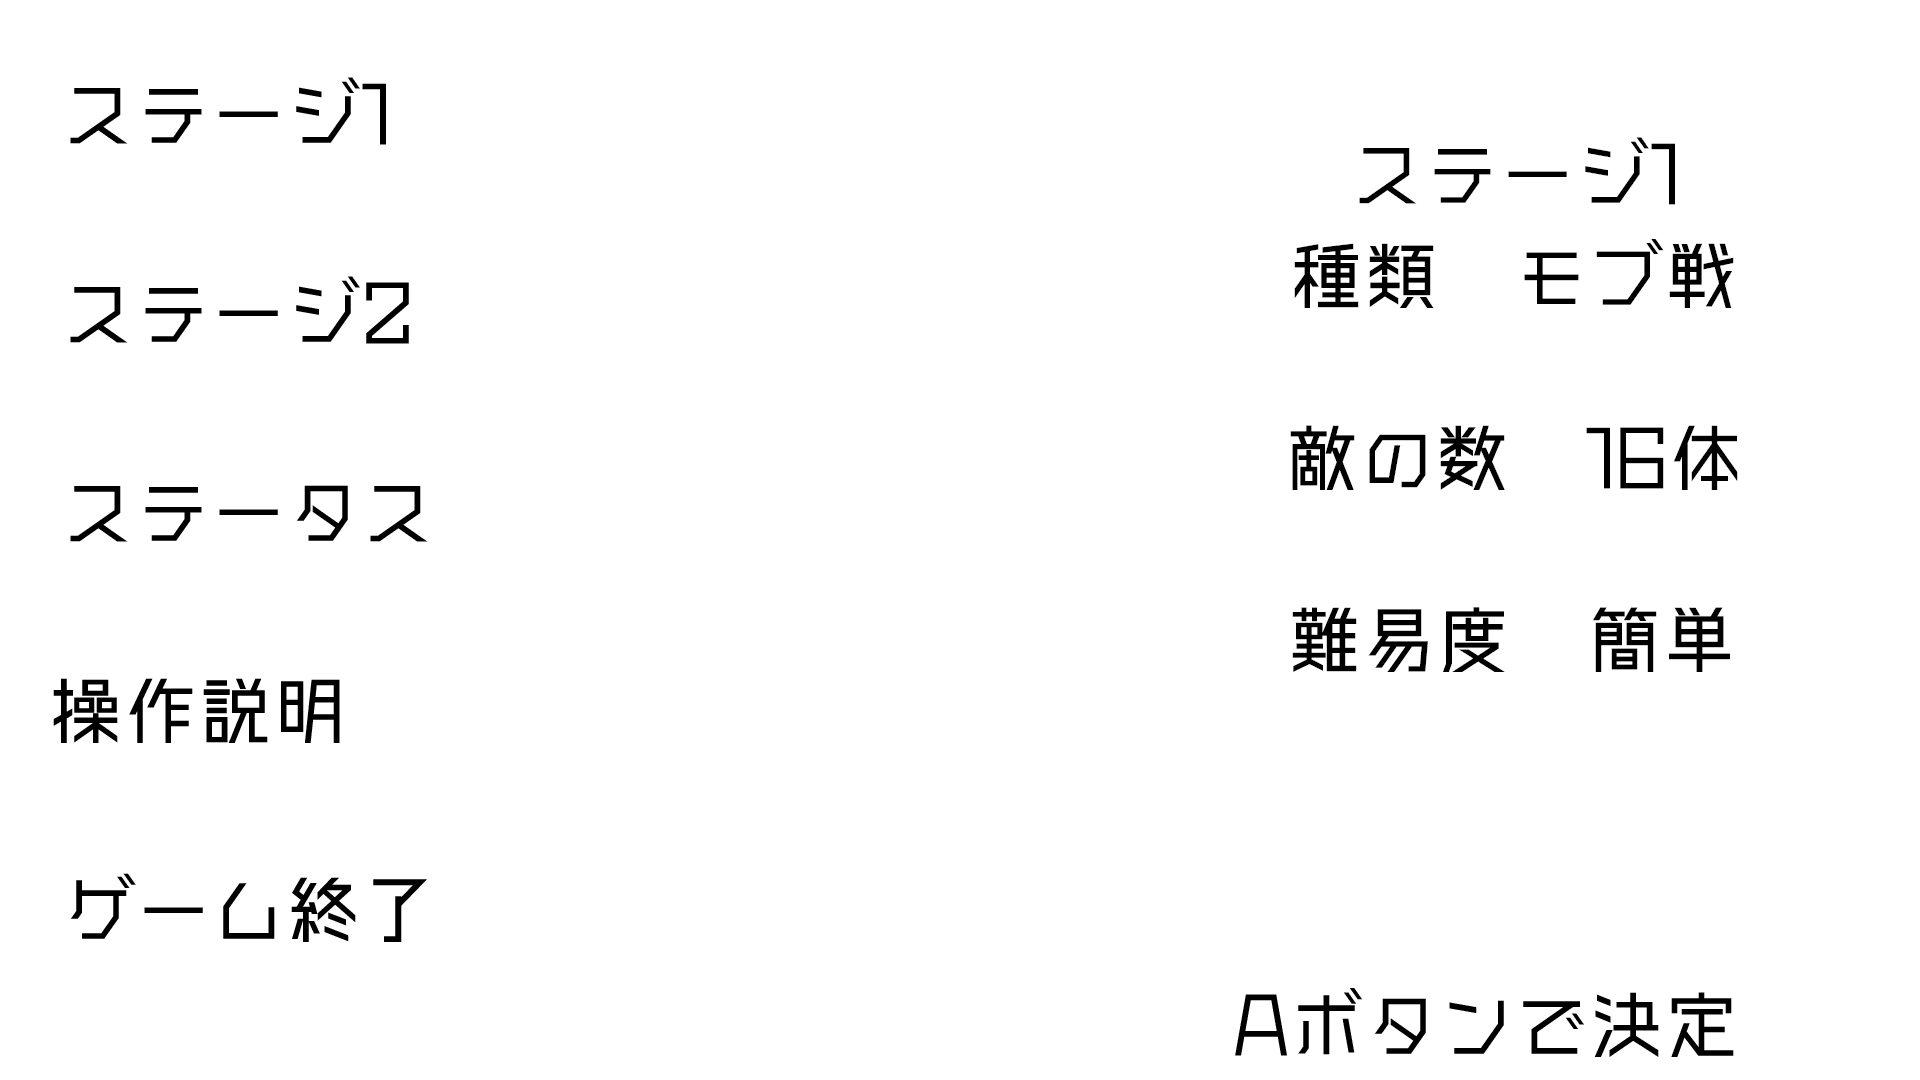 ステージ1
ステージ2
ステータス
操作説明
ゲーム終了
ステージ1
種類　モブ戦
敵の数　16体
難易度　簡単
Aボタンで決定